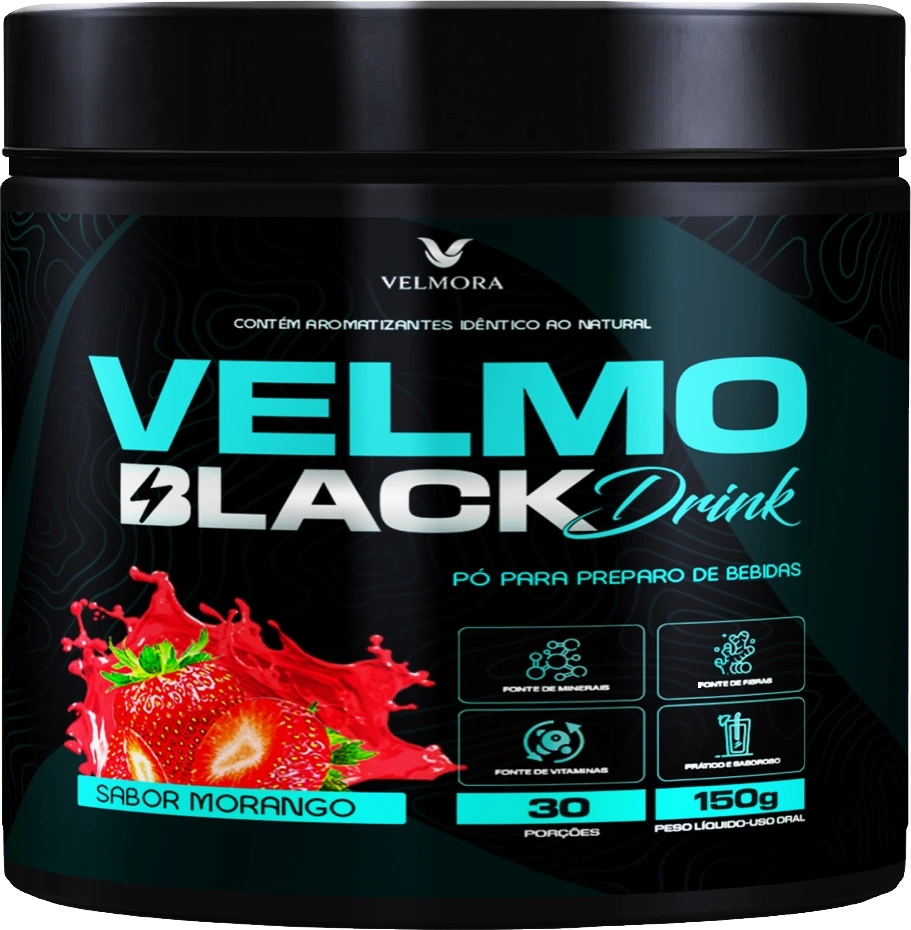 VELMORA
CONTÉM AROMATIZANTES IDÊNTICO AO NATURAL
VELMO
BLACK Drink
PÓ PARA PREPARO DE BEBIDAS
FONTE DE MINERAIS
FONTE DE FIBRAS
FONTE DE VITAMINAS
PRÁTICO E SABOROSO
SABOR MORANGO
30
PORÇÕES
150g
PESO LÍQUIDO-USO ORAL